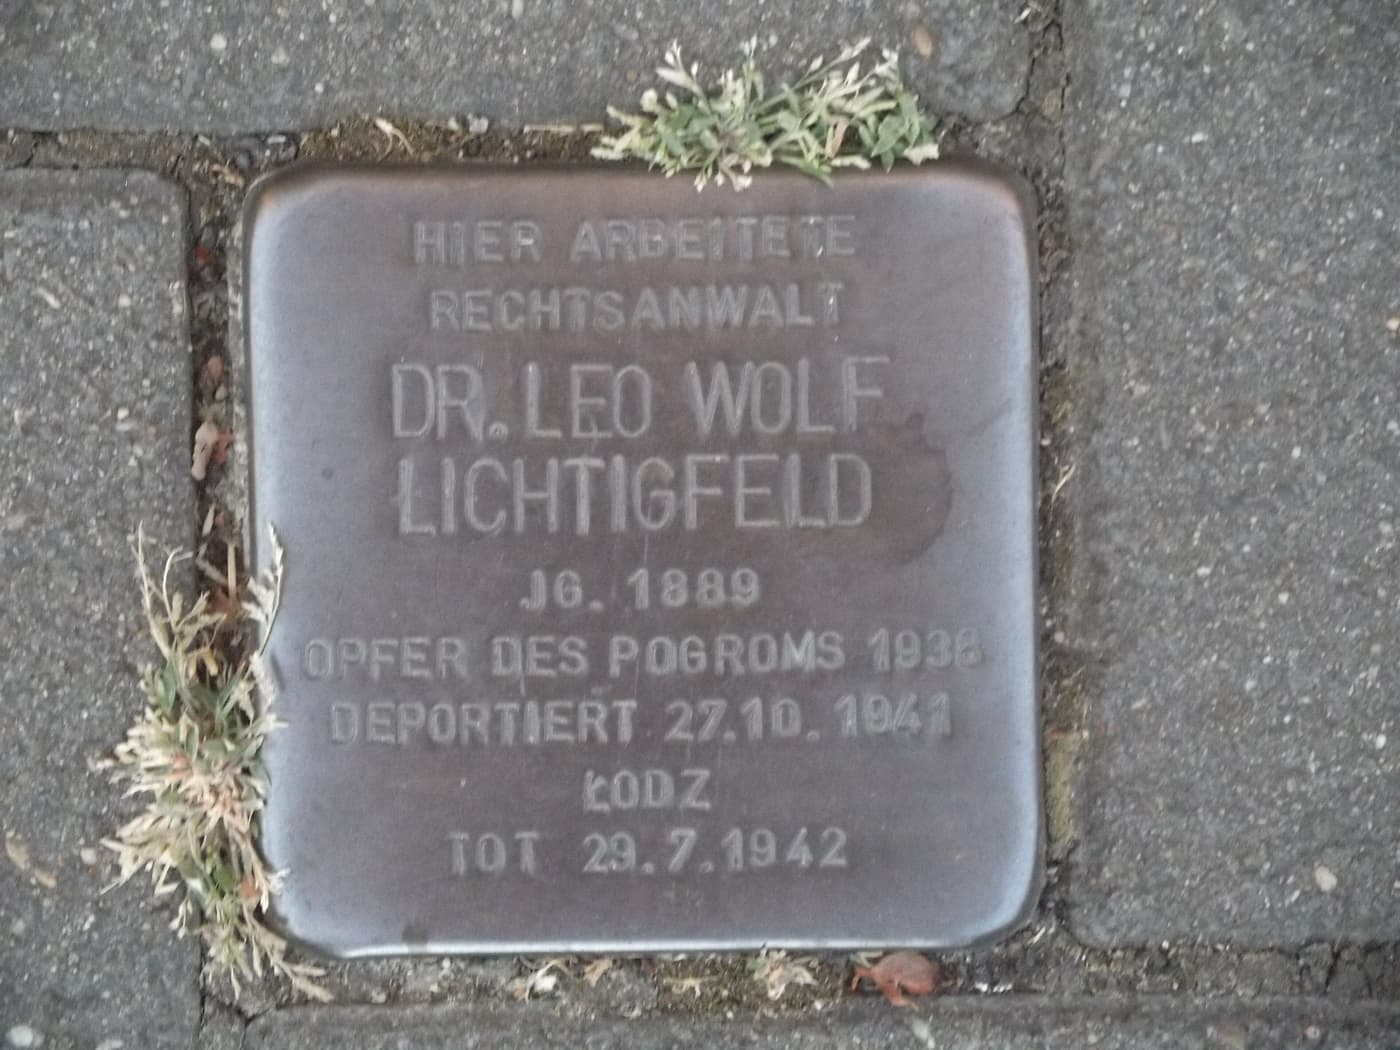 HIER ARBEITETE
RECHTSANWALT
DR. LEO WOLF
LICHTIGFELD
JG. 1889
OPFER DES POGROMS 1938
DEPORTIERT 27.10.1941
ŁODZ
TOT 29.7.1942